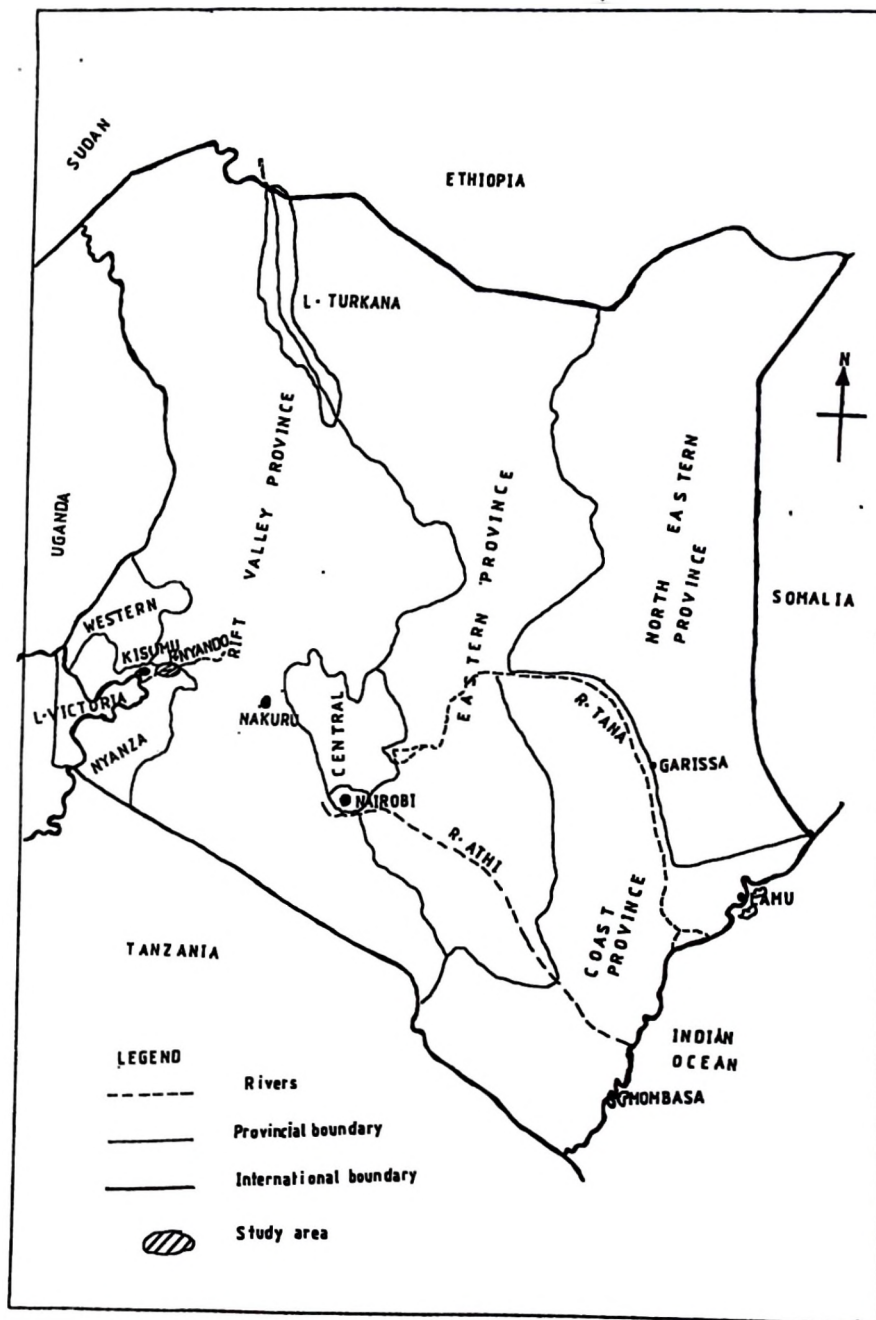 SUDAN
ETHIOPIA
L. TURKANA
N
RIFT VALLEY PROVINCE
EASTERN PROVINCE
NORTH EASTERN
PROVINCE
UGANDA
SOMALIA
WESTERN
KISUMU
R.NYANDO
L.VICTORIA
NYANZA
NAKURU
CENTRAL
NAIROBI
R. TANA
GARISSA
R. ATHI
LAMU
COAST
PROVINCE
TANZANIA
INDIAN
OCEAN
MOMBASA
LEGEND
Rivers
Provincial boundary
International boundary
Study area